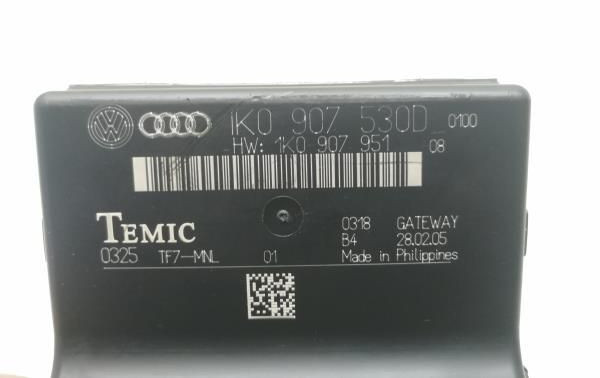 1K0 907 530D 0100
HW: 1K0 907 951 08
TEMIC 0318 GATEWAY
B4 28.02.05
0325 TF7-MNL 01 Made in Philippines